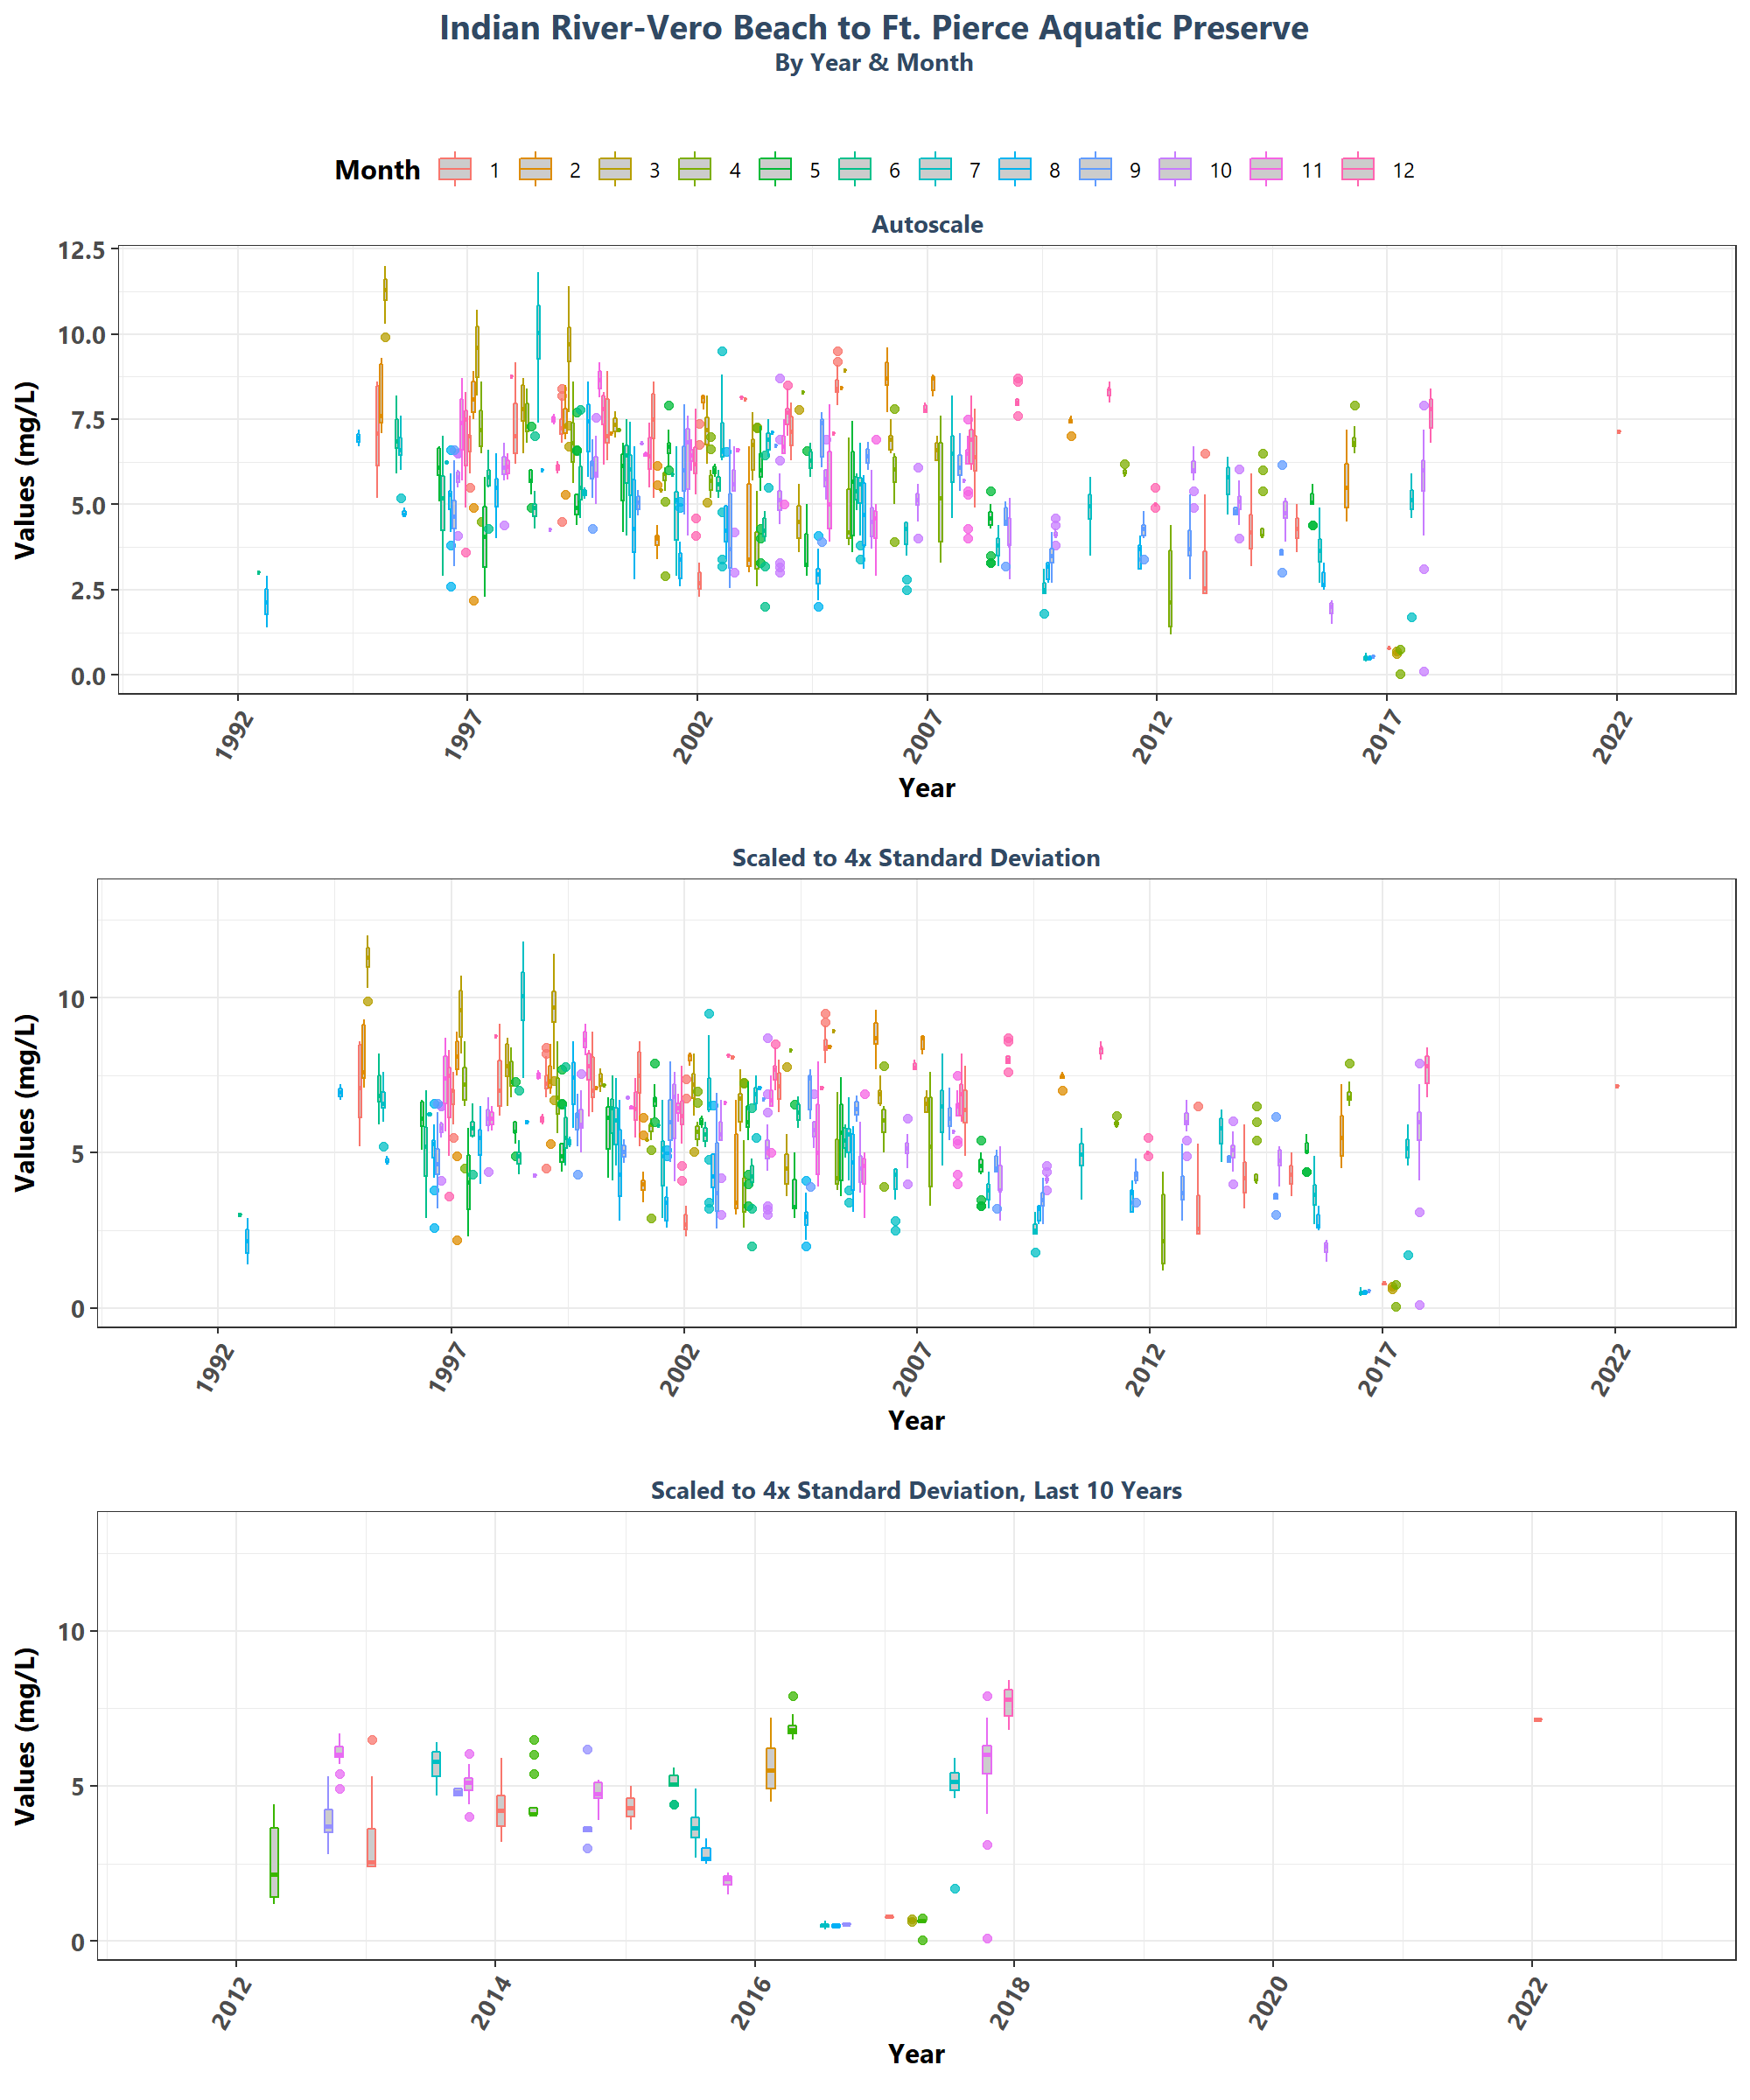 Indian River-Vero Beach to Ft. Pierce Aquatic Preserve
By Year & Month
Month 1 2 3 4 5 6 7 8 9 10 11 12
Autoscale
12.5
10.0
7.5
5.0
2.5
0.0
Values (mg/L)
1992 1997 2002 2007 2012 2017 2022
Year
Scaled to 4x Standard Deviation
10
5
0
Values (mg/L)
1992 1997 2002 2007 2012 2017 2022
Year
Scaled to 4x Standard Deviation, Last 10 Years
10
5
0
Values (mg/L)
2012 2014 2016 2018 2020 2022
Year